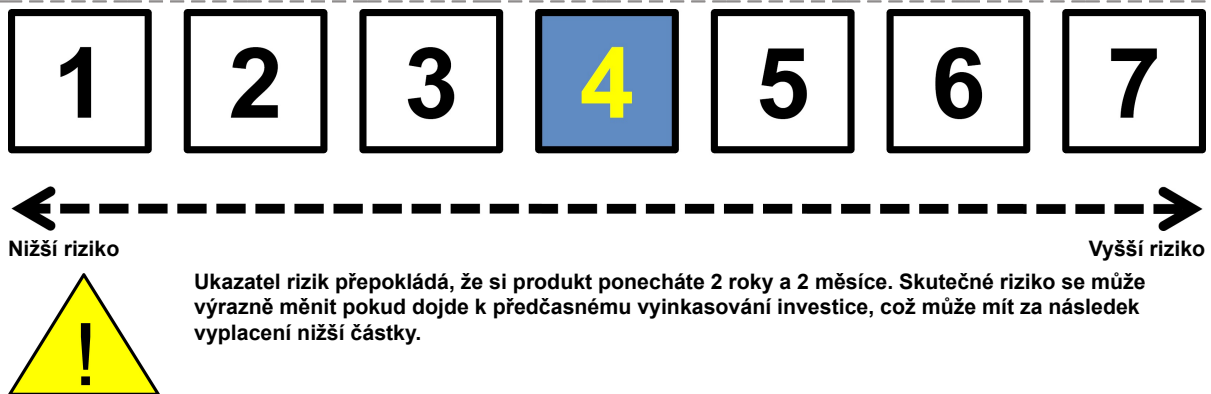 1 2 3 4 5 6 7
Nižší riziko Vyšší riziko
!
Ukazatel rizik přepokládá, že si produkt ponecháte 2 roky a 2 měsíce. Skutečné riziko se může
výrazně měnit pokud dojde k předčasnému vyinkasování investice, což může mít za následek
vyplacení nižší částky.